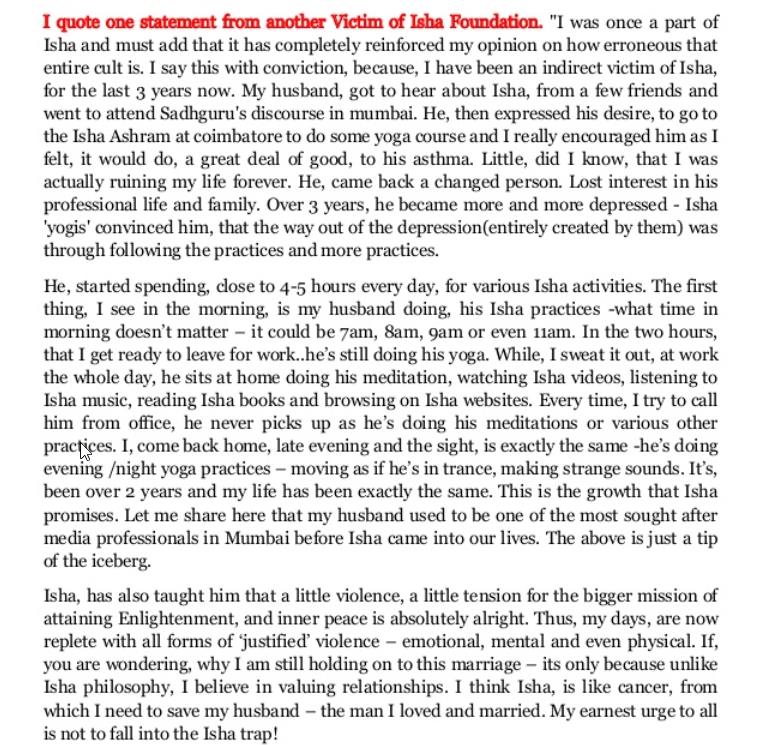 I quote one statement from another Victim of Isha Foundation. "I was once a part of
Isha and must add that it has completely reinforced my opinion on how erroneous that
entire cult is. I say this with conviction, because, I have been an indirect victim of Isha,
for the last 3 years now. My husband, got to hear about Isha, from a few friends and
went to attend Sadhguru's discourse in mumbai. He, then expressed his desire, to go to
the Isha Ashram at coimbatore to do some yoga course and I really encouraged him as I
felt, it would do, a great deal of good, to his asthma. Little, did I know, that I was
actually ruining my life forever. He, came back a changed person. Lost interest in his
professional life and family. Over 3 years, he became more and more depressed - Isha
'yogis' convinced him, that the way out of the depression(entirely created by them) was
through following the practices and more practices.
He, started spending, close to 4-5 hours every day, for various Isha activities. The first
thing, I see in the morning, is my husband doing, his Isha practices -what time in
morning doesn't matter – it could be 7am, 8am, 9am or even 11am. In the two hours,
that I get ready to leave for work..he's still doing his yoga. While, I sweat it out, at work
the whole day, he sits at home doing his meditation, watching Isha videos, listening to
Isha music, reading Isha books and browsing on Isha websites. Every time, I try to call
him from office, he never picks up as he's doing his meditations or various other
practices. I, come back home, late evening and the sight, is exactly the same -he's doing
evening /night yoga practices – moving as if he's in trance, making strange sounds. It's,
been over 2 years and my life has been exactly the same. This is the growth that Isha
promises. Let me share here that my husband used to be one of the most sought after
media professionals in Mumbai before Isha came into our lives. The above is just a tip
of the iceberg.
Isha, has also taught him that a little violence, a little tension for the bigger mission of
attaining Enlightenment, and inner peace is absolutely alright. Thus, my days, are now
replete with all forms of 'justified' violence – emotional, mental and even physical. If,
you are wondering, why I am still holding on to this marriage – its only because unlike
Isha philosophy, I believe in valuing relationships. I think Isha, is like cancer, from
which I need to save my husband – the man I loved and married. My earnest urge to all
is not to fall into the Isha trap!